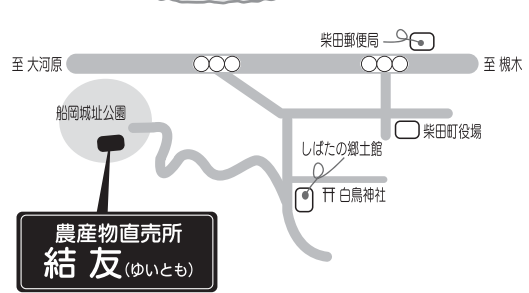 柴田郵便局
至 大河原
至 槻木
船岡城址公園
柴田町役場
しばたの郷土館
白鳥神社
農産物直売所
結友(ゆいとも)